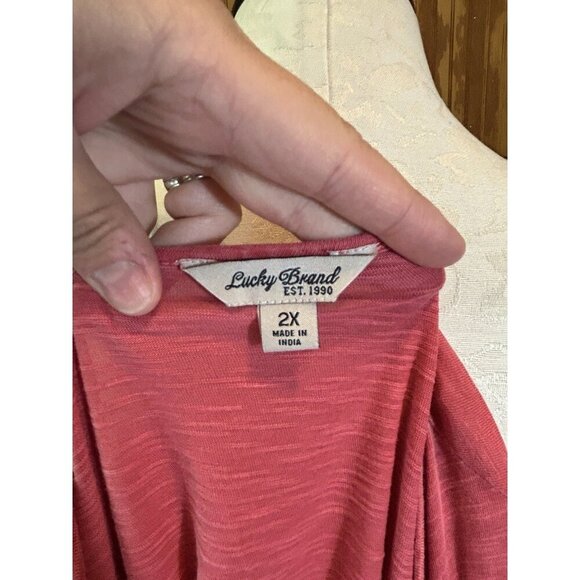 Lucky Brand
EST. 1990
2X
MADE IN
INDIA